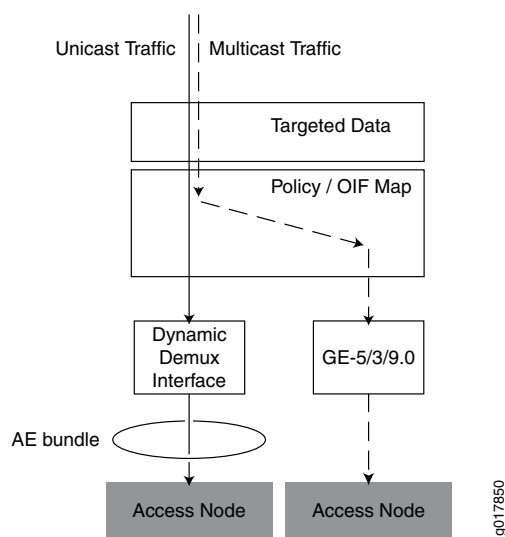 Unicast Traffic
Multicast Traffic
Targeted Data
Policy / OIF Map
Dynamic
Demux
Interface
GE-5/3/9.0
AE bundle
Access Node
Access Node
g017850